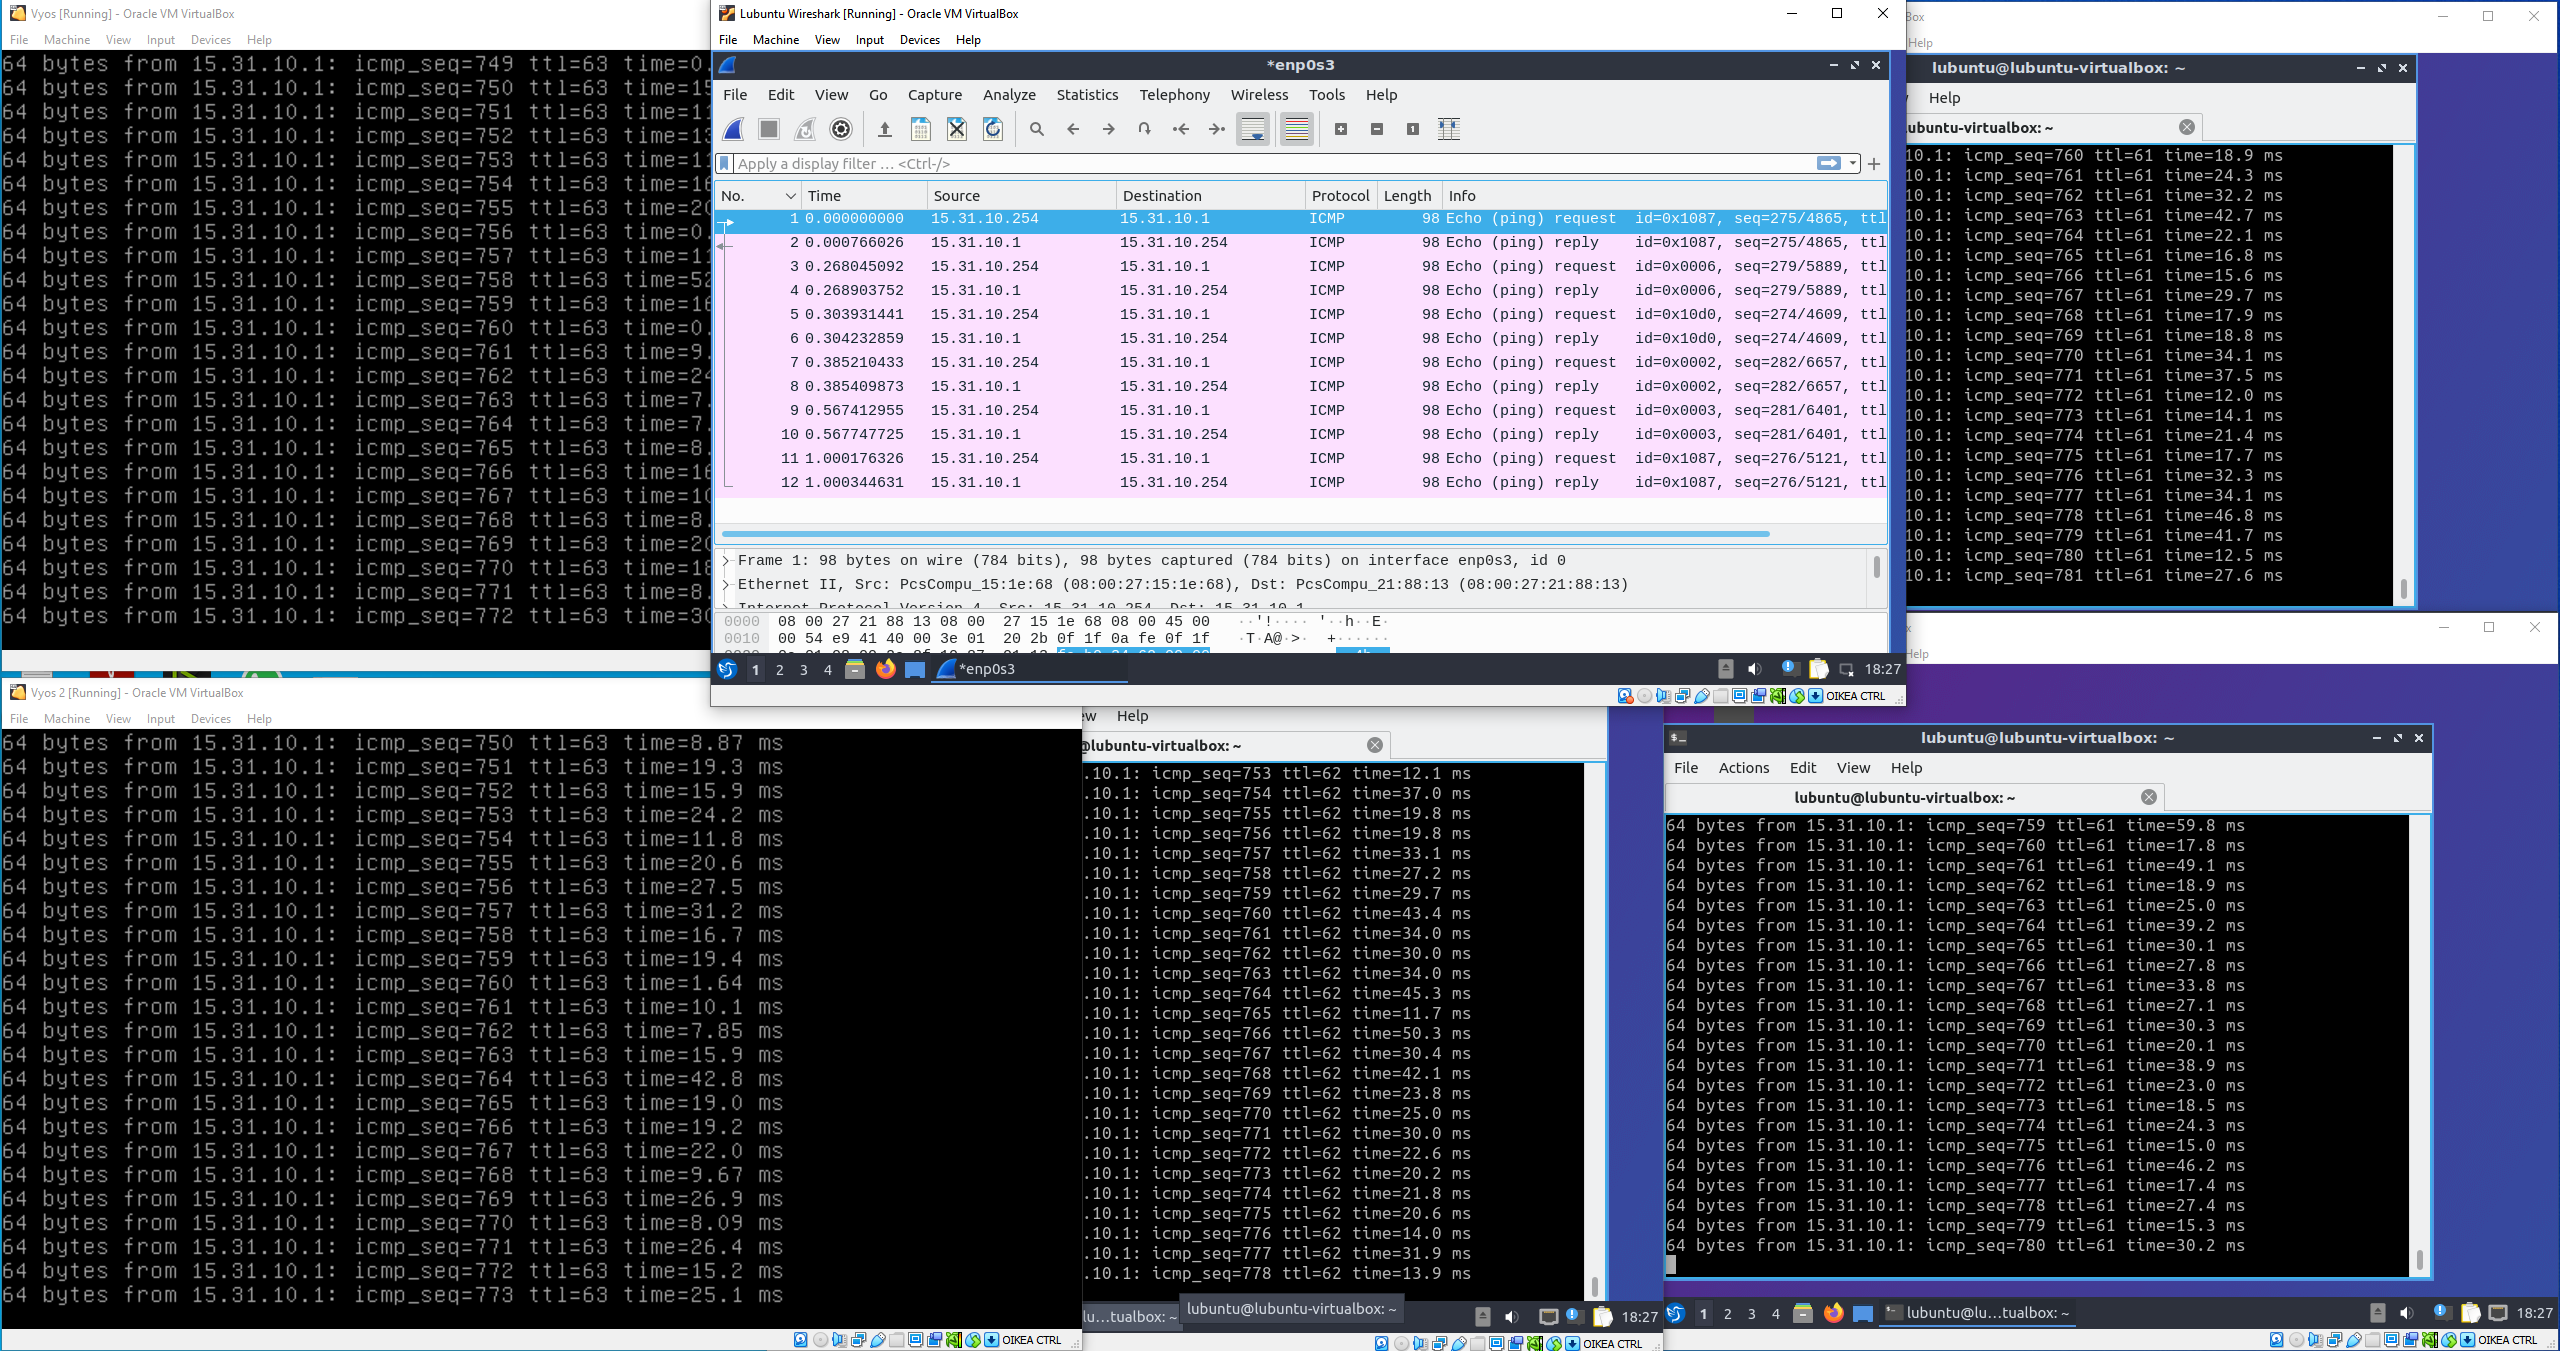 Vyos [Running] - Oracle VM VirtualBox
File Machine View Input Devices Help
64 bytes from 15.31.10.1: icmp_seq=749 ttl=63 time=0.
64 bytes from 15.31.10.1: icmp_seq=750 ttl=63 time=15
64 bytes from 15.31.10.1: icmp_seq=751 ttl=63 time=11
64 bytes from 15.31.10.1: icmp_seq=752 ttl=63 time=13
64 bytes from 15.31.10.1: icmp_seq=753 ttl=63 time=11
64 bytes from 15.31.10.1: icmp_seq=754 ttl=63 time=16
64 bytes from 15.31.10.1: icmp_seq=755 ttl=63 time=20
64 bytes from 15.31.10.1: icmp_seq=756 ttl=63 time=0.
64 bytes from 15.31.10.1: icmp_seq=757 ttl=63 time=11
64 bytes from 15.31.10.1: icmp_seq=758 ttl=63 time=52
64 bytes from 15.31.10.1: icmp_seq=759 ttl=63 time=16
64 bytes from 15.31.10.1: icmp_seq=760 ttl=63 time=0.
64 bytes from 15.31.10.1: icmp_seq=761 ttl=63 time=9.
64 bytes from 15.31.10.1: icmp_seq=762 ttl=63 time=24
64 bytes from 15.31.10.1: icmp_seq=763 ttl=63 time=7.
64 bytes from 15.31.10.1: icmp_seq=764 ttl=63 time=7.
64 bytes from 15.31.10.1: icmp_seq=765 ttl=63 time=8.
64 bytes from 15.31.10.1: icmp_seq=766 ttl=63 time=16
64 bytes from 15.31.10.1: icmp_seq=767 ttl=63 time=10
64 bytes from 15.31.10.1: icmp_seq=768 ttl=63 time=8.
64 bytes from 15.31.10.1: icmp_seq=769 ttl=63 time=20
64 bytes from 15.31.10.1: icmp_seq=770 ttl=63 time=18
64 bytes from 15.31.10.1: icmp_seq=771 ttl=63 time=8.
64 bytes from 15.31.10.1: icmp_seq=772 ttl=63 time=30
Lubuntu Wireshark [Running] - Oracle VM VirtualBox
File Machine View Input Devices Help
*enp0s3
File Edit View Go Capture Analyze Statistics Telephony Wireless Tools Help
Apply a display filter … <Ctrl-/>
No. Time Source Destination Protocol Length Info
1 0.000000000 15.31.10.254 15.31.10.1 ICMP 98 Echo (ping) request id=0x1087, seq=275/4865, ttl
2 0.000766026 15.31.10.1 15.31.10.254 ICMP 98 Echo (ping) reply id=0x1087, seq=275/4865, ttl
3 0.268045092 15.31.10.254 15.31.10.1 ICMP 98 Echo (ping) request id=0x0006, seq=279/5889, ttl
4 0.268903752 15.31.10.1 15.31.10.254 ICMP 98 Echo (ping) reply id=0x0006, seq=279/5889, ttl
5 0.303931441 15.31.10.254 15.31.10.1 ICMP 98 Echo (ping) request id=0x10d0, seq=274/4609, ttl
6 0.304232859 15.31.10.1 15.31.10.254 ICMP 98 Echo (ping) reply id=0x10d0, seq=274/4609, ttl
7 0.385210433 15.31.10.254 15.31.10.1 ICMP 98 Echo (ping) request id=0x0002, seq=282/6657, ttl
8 0.385409873 15.31.10.1 15.31.10.254 ICMP 98 Echo (ping) reply id=0x0002, seq=282/6657, ttl
9 0.567412955 15.31.10.254 15.31.10.1 ICMP 98 Echo (ping) request id=0x0003, seq=281/6401, ttl
10 0.567747725 15.31.10.1 15.31.10.254 ICMP 98 Echo (ping) reply id=0x0003, seq=281/6401, ttl
11 1.000176326 15.31.10.254 15.31.10.1 ICMP 98 Echo (ping) request id=0x1087, seq=276/5121, ttl
12 1.000344631 15.31.10.1 15.31.10.254 ICMP 98 Echo (ping) reply id=0x1087, seq=276/5121, ttl
Frame 1: 98 bytes on wire (784 bits), 98 bytes captured (784 bits) on interface enp0s3, id 0
Ethernet II, Src: PcsCompu_15:1e:68 (08:00:27:15:1e:68), Dst: PcsCompu_21:88:13 (08:00:27:21:88:13)
Internet Protocol Version 4, Src: 15.31.10.254, Dst: 15.31.10.1
0000 08 00 27 21 88 13 08 00 27 15 1e 68 08 00 45 00 ··'!···· '··h··E·
0010 00 54 e9 41 40 00 3e 01 20 2b 0f 1f 0a fe 0f 1f ·T·A@·>· +······
1 2 3 4 *enp0s3 18:27
OIKEA CTRL
Box
Help
lubuntu@lubuntu-virtualbox: ~
Help
lubuntu-virtualbox: ~
10.1: icmp_seq=760 ttl=61 time=18.9 ms
10.1: icmp_seq=761 ttl=61 time=24.3 ms
10.1: icmp_seq=762 ttl=61 time=32.2 ms
10.1: icmp_seq=763 ttl=61 time=42.7 ms
10.1: icmp_seq=764 ttl=61 time=22.1 ms
10.1: icmp_seq=765 ttl=61 time=16.8 ms
10.1: icmp_seq=766 ttl=61 time=15.6 ms
10.1: icmp_seq=767 ttl=61 time=29.7 ms
10.1: icmp_seq=768 ttl=61 time=17.9 ms
10.1: icmp_seq=769 ttl=61 time=18.8 ms
10.1: icmp_seq=770 ttl=61 time=34.1 ms
10.1: icmp_seq=771 ttl=61 time=37.5 ms
10.1: icmp_seq=772 ttl=61 time=12.0 ms
10.1: icmp_seq=773 ttl=61 time=14.1 ms
10.1: icmp_seq=774 ttl=61 time=21.4 ms
10.1: icmp_seq=775 ttl=61 time=17.7 ms
10.1: icmp_seq=776 ttl=61 time=32.3 ms
10.1: icmp_seq=777 ttl=61 time=34.1 ms
10.1: icmp_seq=778 ttl=61 time=46.8 ms
10.1: icmp_seq=779 ttl=61 time=41.7 ms
10.1: icmp_seq=780 ttl=61 time=12.5 ms
10.1: icmp_seq=781 ttl=61 time=27.6 ms
Vyos 2 [Running] - Oracle VM VirtualBox
File Machine View Input Devices Help
64 bytes from 15.31.10.1: icmp_seq=750 ttl=63 time=8.87 ms
64 bytes from 15.31.10.1: icmp_seq=751 ttl=63 time=19.3 ms
64 bytes from 15.31.10.1: icmp_seq=752 ttl=63 time=15.9 ms
64 bytes from 15.31.10.1: icmp_seq=753 ttl=63 time=24.2 ms
64 bytes from 15.31.10.1: icmp_seq=754 ttl=63 time=11.8 ms
64 bytes from 15.31.10.1: icmp_seq=755 ttl=63 time=20.6 ms
64 bytes from 15.31.10.1: icmp_seq=756 ttl=63 time=27.5 ms
64 bytes from 15.31.10.1: icmp_seq=757 ttl=63 time=31.2 ms
64 bytes from 15.31.10.1: icmp_seq=758 ttl=63 time=16.7 ms
64 bytes from 15.31.10.1: icmp_seq=759 ttl=63 time=19.4 ms
64 bytes from 15.31.10.1: icmp_seq=760 ttl=63 time=1.64 ms
64 bytes from 15.31.10.1: icmp_seq=761 ttl=63 time=10.1 ms
64 bytes from 15.31.10.1: icmp_seq=762 ttl=63 time=7.85 ms
64 bytes from 15.31.10.1: icmp_seq=763 ttl=63 time=15.9 ms
64 bytes from 15.31.10.1: icmp_seq=764 ttl=63 time=42.8 ms
64 bytes from 15.31.10.1: icmp_seq=765 ttl=63 time=19.0 ms
64 bytes from 15.31.10.1: icmp_seq=766 ttl=63 time=19.2 ms
64 bytes from 15.31.10.1: icmp_seq=767 ttl=63 time=22.0 ms
64 bytes from 15.31.10.1: icmp_seq=768 ttl=63 time=9.67 ms
64 bytes from 15.31.10.1: icmp_seq=769 ttl=63 time=26.9 ms
64 bytes from 15.31.10.1: icmp_seq=770 ttl=63 time=8.09 ms
64 bytes from 15.31.10.1: icmp_seq=771 ttl=63 time=26.4 ms
64 bytes from 15.31.10.1: icmp_seq=772 ttl=63 time=15.2 ms
64 bytes from 15.31.10.1: icmp_seq=773 ttl=63 time=25.1 ms
OIKEA CTRL
ew Help
@lubuntu-virtualbox: ~
.10.1: icmp_seq=753 ttl=62 time=12.1 ms
.10.1: icmp_seq=754 ttl=62 time=37.0 ms
.10.1: icmp_seq=755 ttl=62 time=19.8 ms
.10.1: icmp_seq=756 ttl=62 time=19.8 ms
.10.1: icmp_seq=757 ttl=62 time=33.1 ms
.10.1: icmp_seq=758 ttl=62 time=27.2 ms
.10.1: icmp_seq=759 ttl=62 time=29.7 ms
.10.1: icmp_seq=760 ttl=62 time=43.4 ms
.10.1: icmp_seq=761 ttl=62 time=34.0 ms
.10.1: icmp_seq=762 ttl=62 time=30.0 ms
.10.1: icmp_seq=763 ttl=62 time=34.0 ms
.10.1: icmp_seq=764 ttl=62 time=45.3 ms
.10.1: icmp_seq=765 ttl=62 time=11.7 ms
.10.1: icmp_seq=766 ttl=62 time=50.3 ms
.10.1: icmp_seq=767 ttl=62 time=30.4 ms
.10.1: icmp_seq=768 ttl=62 time=42.1 ms
.10.1: icmp_seq=769 ttl=62 time=23.8 ms
.10.1: icmp_seq=770 ttl=62 time=25.0 ms
.10.1: icmp_seq=771 ttl=62 time=30.0 ms
.10.1: icmp_seq=772 ttl=62 time=22.6 ms
.10.1: icmp_seq=773 ttl=62 time=20.2 ms
.10.1: icmp_seq=774 ttl=62 time=21.8 ms
.10.1: icmp_seq=775 ttl=62 time=20.6 ms
.10.1: icmp_seq=776 ttl=62 time=14.0 ms
.10.1: icmp_seq=777 ttl=62 time=31.9 ms
.10.1: icmp_seq=778 ttl=62 time=13.9 ms
lu…tualbox: ~ lubuntu@lubuntu-virtualbox: ~ 18:27
OIKEA CTRL
Help
lubuntu@lubuntu-virtualbox: ~
File Actions Edit View Help
lubuntu@lubuntu-virtualbox: ~
64 bytes from 15.31.10.1: icmp_seq=759 ttl=61 time=59.8 ms
64 bytes from 15.31.10.1: icmp_seq=760 ttl=61 time=17.8 ms
64 bytes from 15.31.10.1: icmp_seq=761 ttl=61 time=49.1 ms
64 bytes from 15.31.10.1: icmp_seq=762 ttl=61 time=18.9 ms
64 bytes from 15.31.10.1: icmp_seq=763 ttl=61 time=25.0 ms
64 bytes from 15.31.10.1: icmp_seq=764 ttl=61 time=39.2 ms
64 bytes from 15.31.10.1: icmp_seq=765 ttl=61 time=30.1 ms
64 bytes from 15.31.10.1: icmp_seq=766 ttl=61 time=27.8 ms
64 bytes from 15.31.10.1: icmp_seq=767 ttl=61 time=33.8 ms
64 bytes from 15.31.10.1: icmp_seq=768 ttl=61 time=27.1 ms
64 bytes from 15.31.10.1: icmp_seq=769 ttl=61 time=30.3 ms
64 bytes from 15.31.10.1: icmp_seq=770 ttl=61 time=20.1 ms
64 bytes from 15.31.10.1: icmp_seq=771 ttl=61 time=38.9 ms
64 bytes from 15.31.10.1: icmp_seq=772 ttl=61 time=23.0 ms
64 bytes from 15.31.10.1: icmp_seq=773 ttl=61 time=18.5 ms
64 bytes from 15.31.10.1: icmp_seq=774 ttl=61 time=24.3 ms
64 bytes from 15.31.10.1: icmp_seq=775 ttl=61 time=15.0 ms
64 bytes from 15.31.10.1: icmp_seq=776 ttl=61 time=46.2 ms
64 bytes from 15.31.10.1: icmp_seq=777 ttl=61 time=17.4 ms
64 bytes from 15.31.10.1: icmp_seq=778 ttl=61 time=27.4 ms
64 bytes from 15.31.10.1: icmp_seq=779 ttl=61 time=15.3 ms
64 bytes from 15.31.10.1: icmp_seq=780 ttl=61 time=30.2 ms
1 2 3 4 lubuntu@lu…tualbox: ~ 18:27
OIKEA CTRL